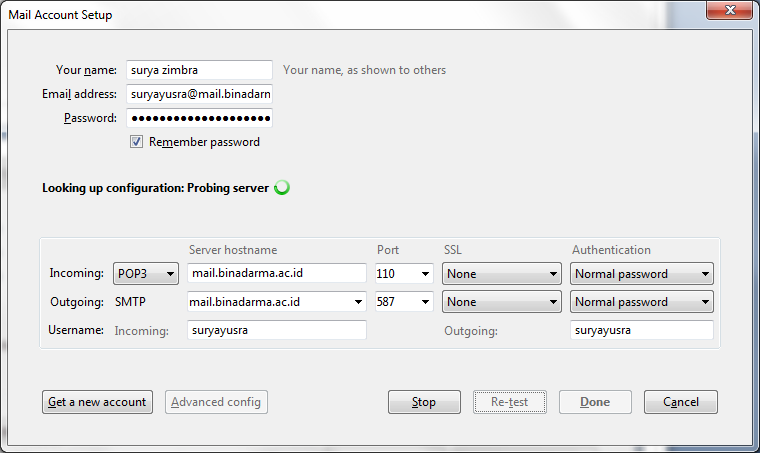 Mail Account Setup
Your name: surya zimbra Your name, as shown to others
Email address: suryayusra@mail.binadarn
Password: ●●●●●●●●●●●●●●●●●●●●
Remember password
Looking up configuration: Probing server
Server hostname Port SSL Authentication
Incoming: POP3 mail.binadarma.ac.id 110 None Normal password
Outgoing: SMTP mail.binadarma.ac.id 587 None Normal password
Username: Incoming: suryayusra Outgoing: suryayusra
Get a new account Advanced config Stop Re-test Done Cancel